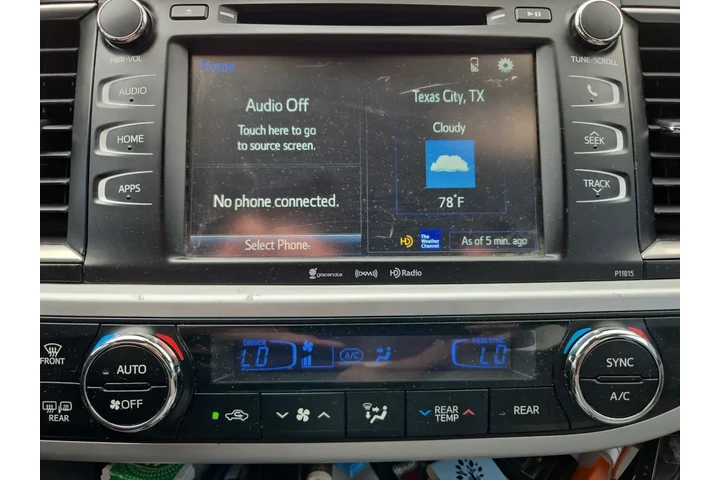 PWR•VOL
TUNE•SCROLL
AUDIO
HOME
APPS
SEEK
TRACK
Home
Audio Off
Touch here to go
to source screen.
No phone connected.
Select Phone
Texas City, TX
Cloudy
78°F
HD
The
Weather
Channel
As of 5 min. ago
gracenote
((SXM))
HD Radio
P11815
FRONT
REAR
AUTO
OFF
DRIVER
LO
A/C
PASS SYNC
LO
SYNC
A/C
REAR
TEMP
REAR